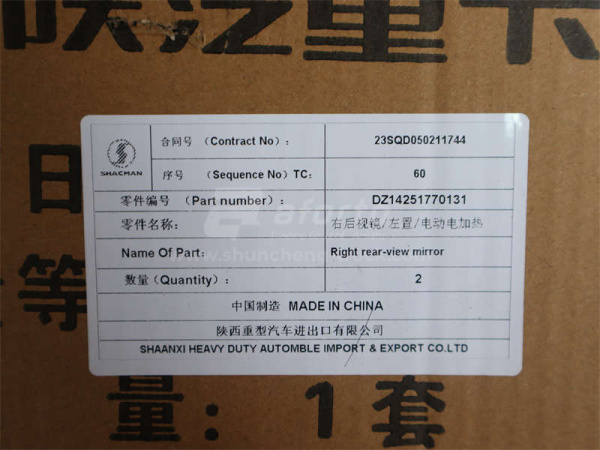 陕汽重卡
SHACMAN
合同号 (Contract No): 23SQD050211744
序号 (Sequence No) TC: 60
零件编号 (Part number): DZ14251770131
零件名称: 右后视镜/左置/电动电加热
Name Of Part: Right rear-view mirror
数量(Quantity): 2
中国制造 MADE IN CHINA
陕西重型汽车进出口有限公司
SHAANXI HEAVY DUTY AUTOMBLE IMPORT & EXPORT CO.LTD
日
等
量: 1套